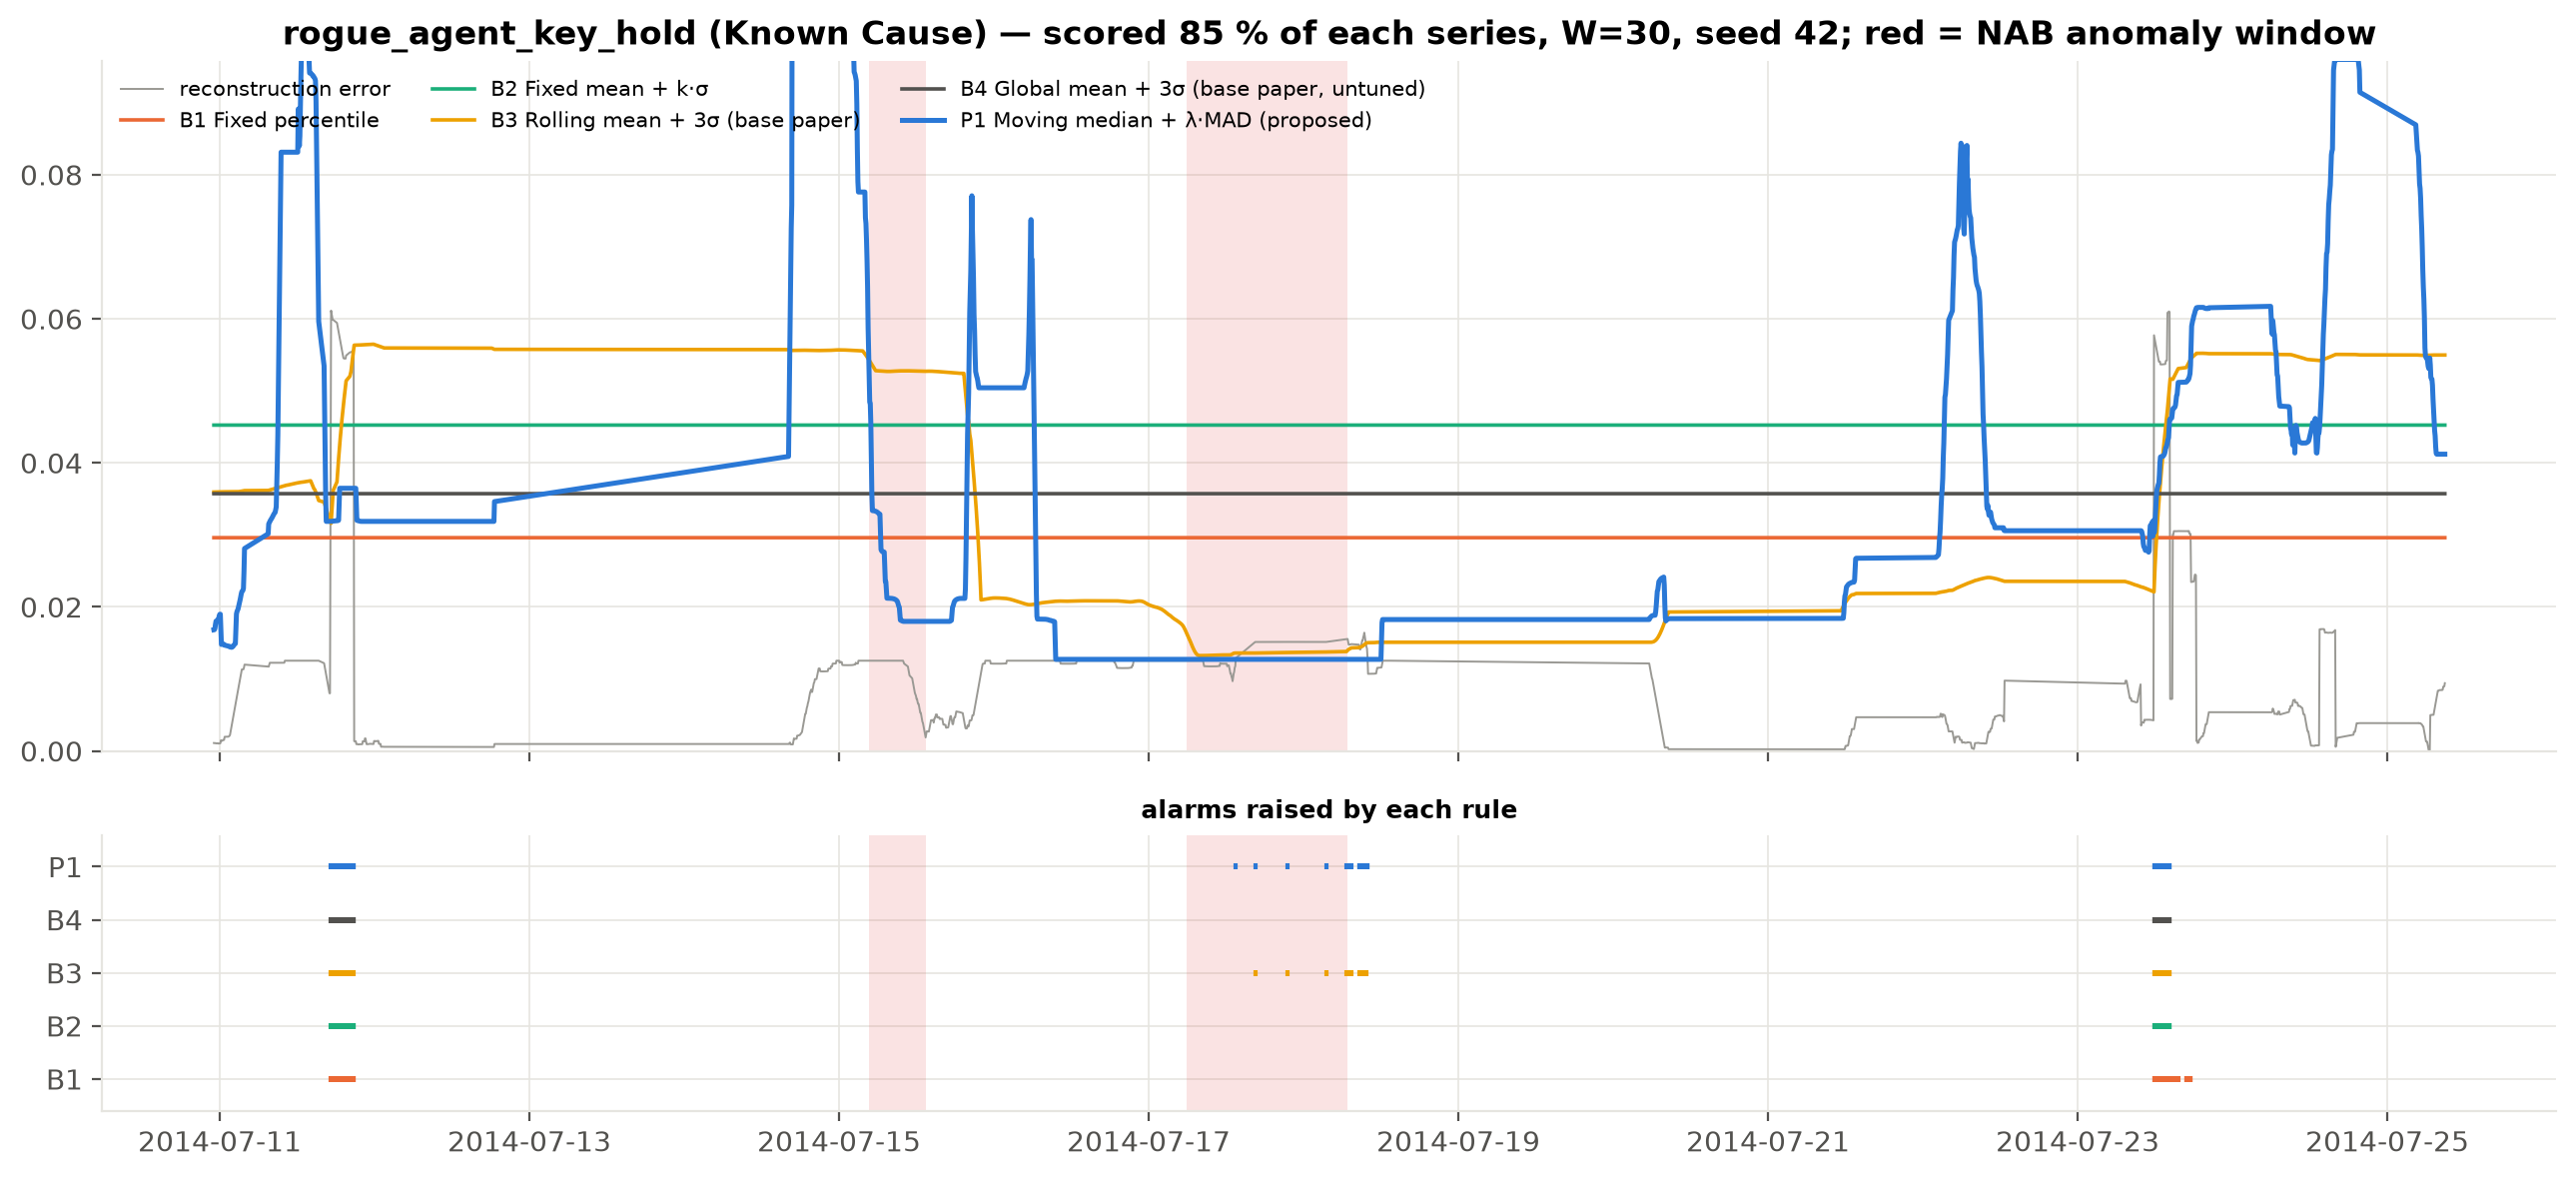 rogue_agent_key_hold (Known Cause) — scored 85 % of each series, W=30, seed 42; red = NAB anomaly window
reconstruction error
B1 Fixed percentile
B2 Fixed mean + k·σ
B3 Rolling mean + 3σ (base paper)
B4 Global mean + 3σ (base paper, untuned)
P1 Moving median + λ·MAD (proposed)
0.08
0.06
0.04
0.02
0.00
alarms raised by each rule
P1
B4
B3
B2
B1
2014-07-11
2014-07-13
2014-07-15
2014-07-17
2014-07-19
2014-07-21
2014-07-23
2014-07-25